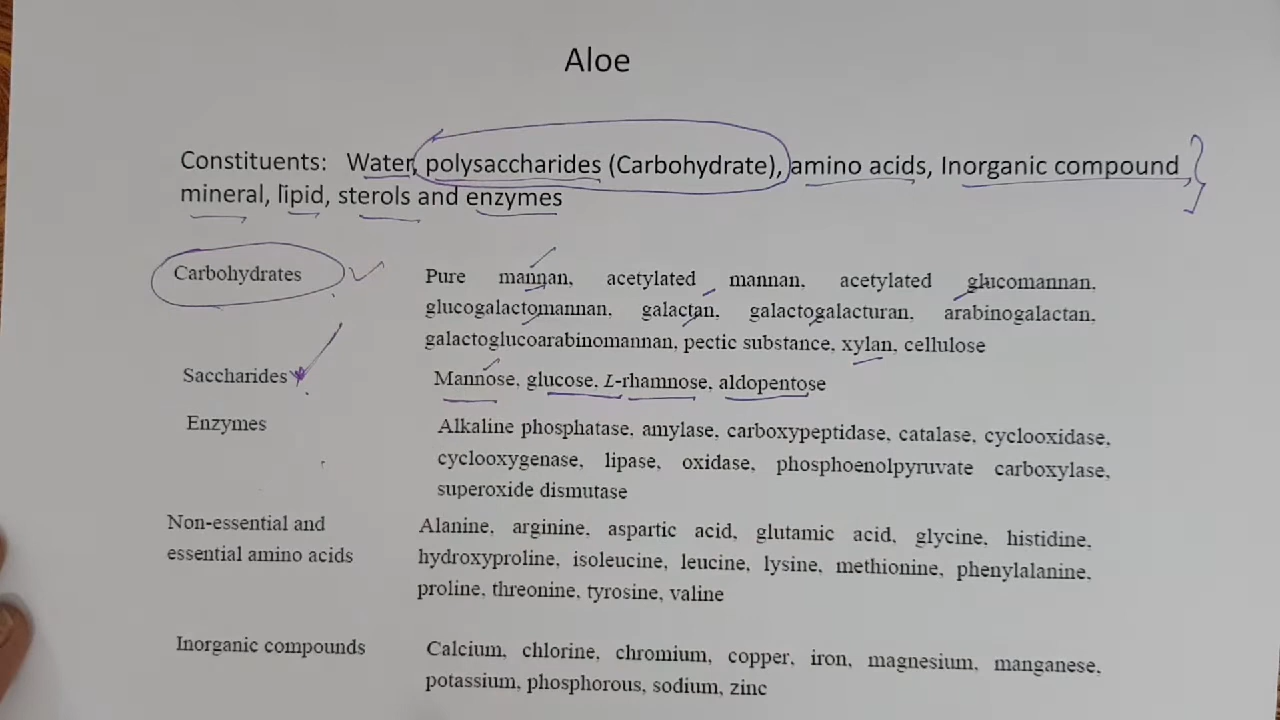 Aloe
Constituents: Water, polysaccharides (Carbohydrate), amino acids, Inorganic compound ,
mineral, lipid, sterols and enzymes
Carbohydrates Pure mannan, acetylated mannan, acetylated glucomannan,
glucogalactomannan, galactan, galactogalacturan, arabinogalactan,
galactoglucoarabinomannan, pectic substance, xylan, cellulose
Saccharides Mannose, glucose, L-rhamnose, aldopentose
Enzymes Alkaline phosphatase, amylase, carboxypeptidase, catalase, cyclooxidase,
cyclooxygenase, lipase, oxidase, phosphoenolpyruvate carboxylase,
superoxide dismutase
Non-essential and Alanine, arginine, aspartic acid, glutamic acid, glycine, histidine,
essential amino acids hydroxyproline, isoleucine, leucine, lysine, methionine, phenylalanine,
proline, threonine, tyrosine, valine
Inorganic compounds Calcium, chlorine, chromium, copper, iron, magnesium, manganese,
potassium, phosphorous, sodium, zinc